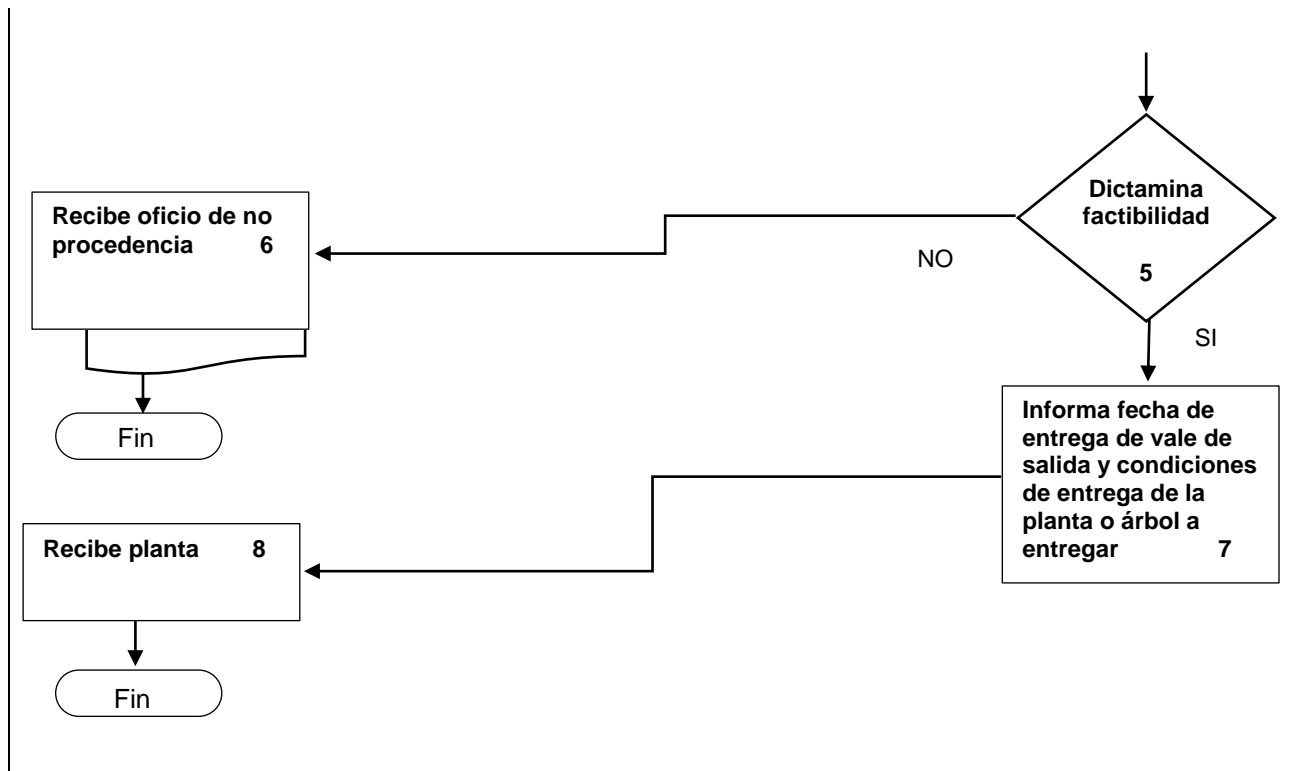 Dictamina
factibilidad
5
Recibe oficio de no
procedencia 6
NO
SI
Fin
Informa fecha de
entrega de vale de
salida y condiciones
de entrega de la
planta o árbol a
entregar 7
Recibe planta 8
Fin